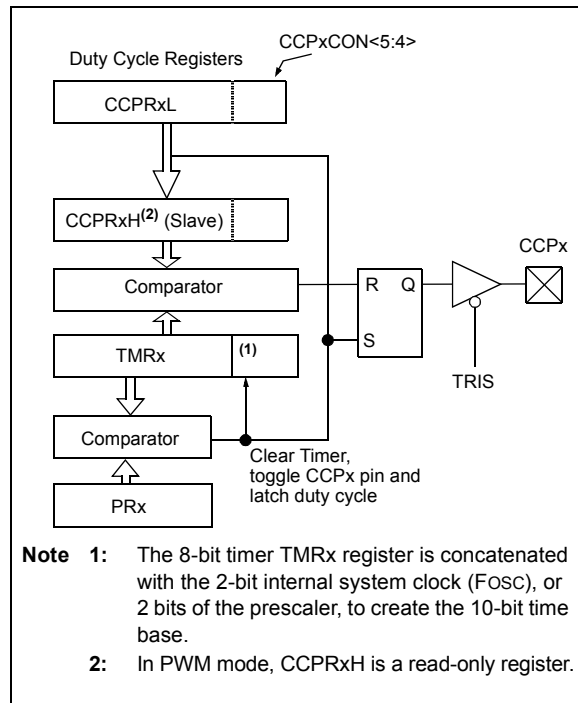 CCPxCON<5:4>
Duty Cycle Registers
CCPRxL
CCPRxH(2) (Slave)
CCPx
Comparator
R Q
TMRx (1)
S
TRIS
Comparator
Clear Timer,
toggle CCPx pin and
latch duty cycle
PRx
Note 1: The 8-bit timer TMRx register is concatenated
with the 2-bit internal system clock (FOSC), or
2 bits of the prescaler, to create the 10-bit time
base.
2: In PWM mode, CCPRxH is a read-only register.